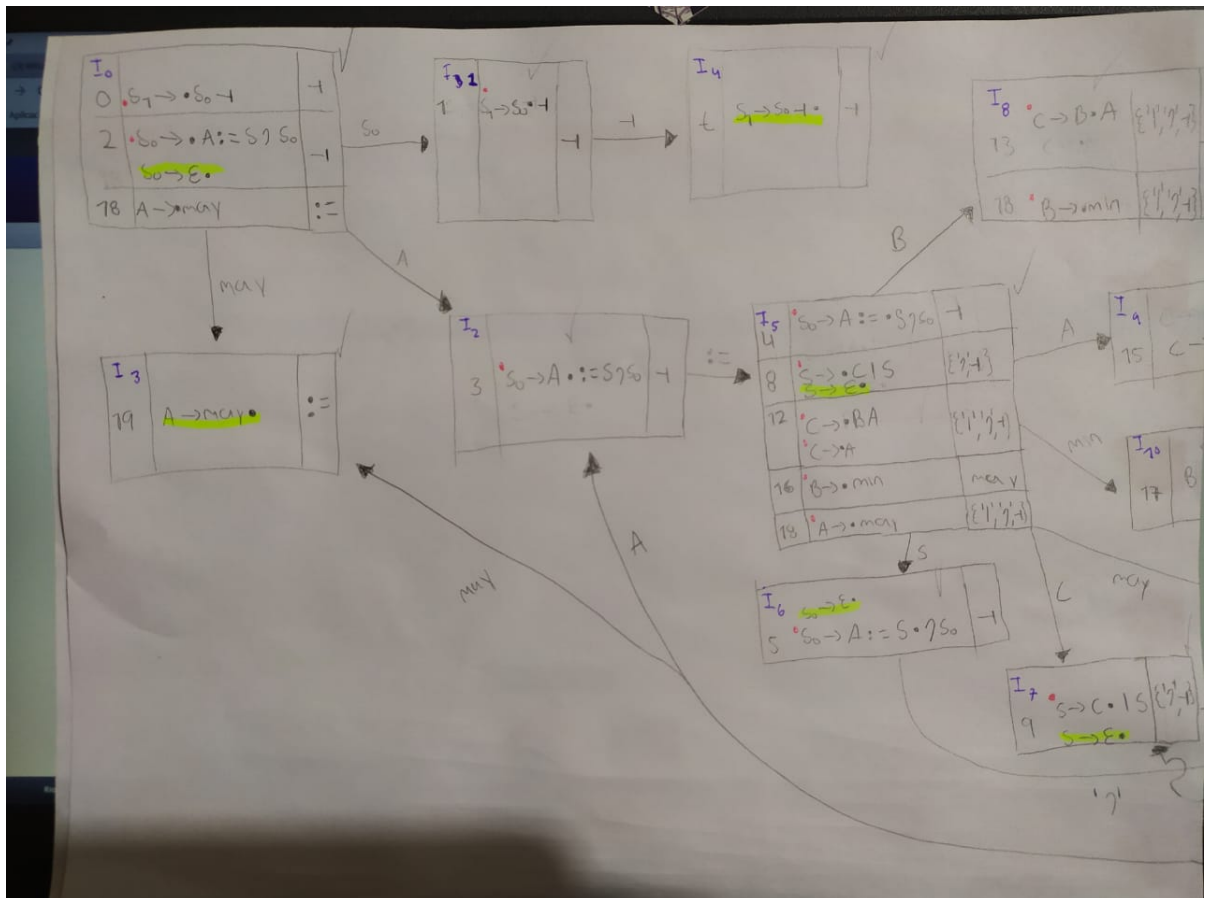 I0
0 S1 → •S0 ⊣ ⊣
2 S0 → •A:= S?S0 ⊣
S0 → ε•
18 A → •may :=
S0
I1
1 S1 → S0•⊣ ⊣
⊣
I4
t S1 → S0 ⊣• ⊣
may
A
I3
19 A → may• :=
I2
3 S0 → A•:=S?S0 ⊣
:=
I5
4 S0 → A:= •S?S0 ⊣
8 S → •C|S {'?',⊣}
S → ε•
12 C → •BA {'|','?',⊣}
C → •A
16 B → •min may
18 A → •may {'|','?',⊣}
B
I8
13 C → B•A {'|','?',⊣}
18 B → •min {'|','?',⊣}
A
I9
15 C →
min
I10
17 B
S
I6 S0 → ε•
5 S0 → A:= S•?S0 ⊣
C
may
I7
9 S → C•|S
S → ε•
'?'
A
may